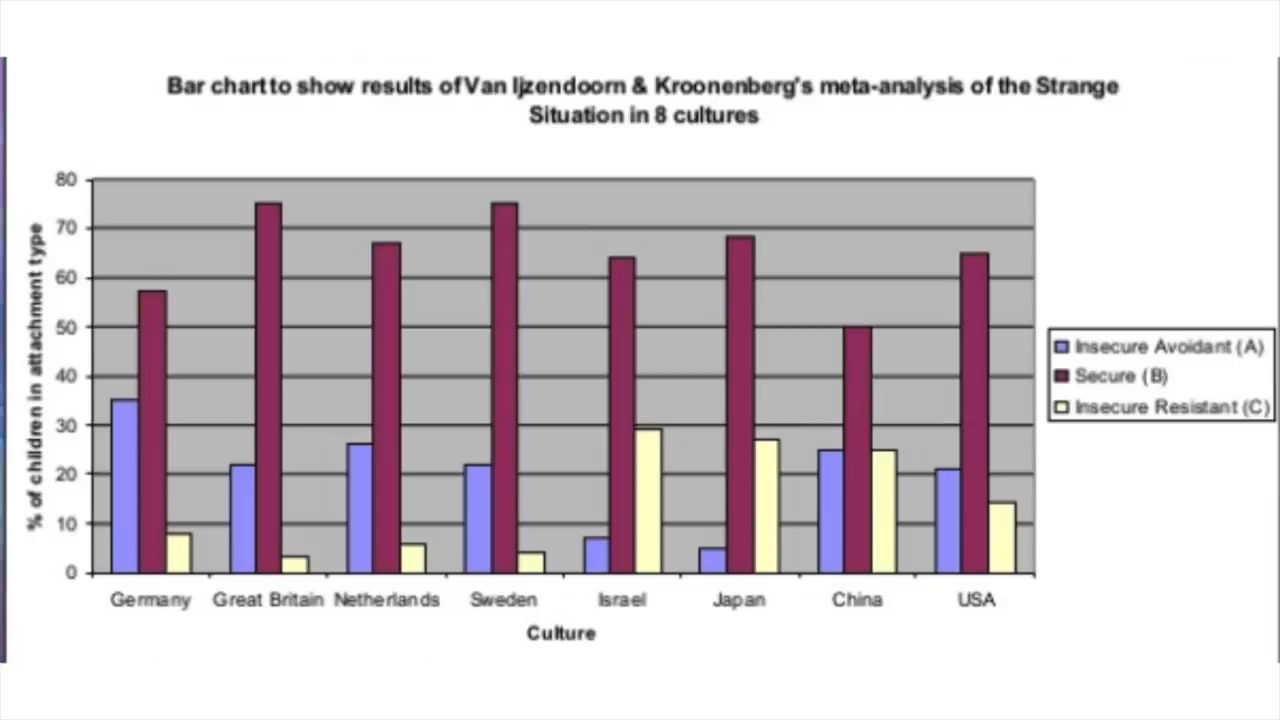 Bar chart to show results of Van Ijzendoorn & Kroonenberg's meta-analysis of the Strange
Situation in 8 cultures
% of children in attachment type
80
70
60
50
40
30
20
10
0
Germany Great Britain Netherlands Sweden Israel Japan China USA
Culture
Insecure Avoidant (A)
Secure (B)
Insecure Resistant (C)